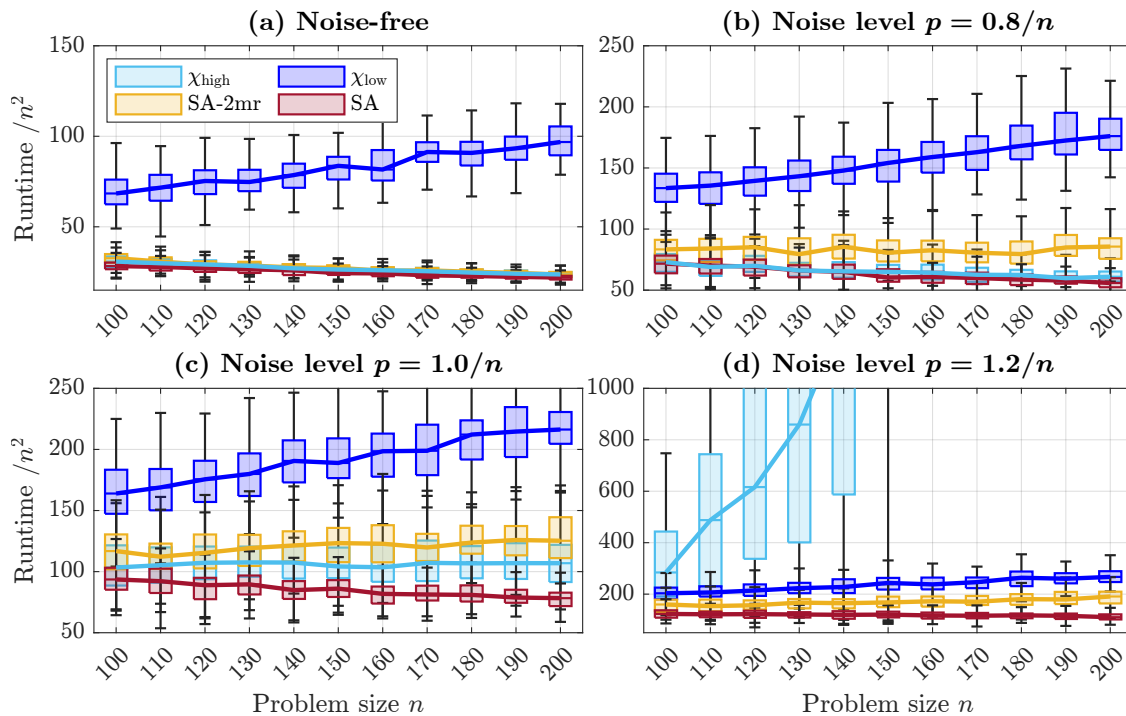 (a) Noise-free
Runtime /n²
150
100
50
χhigh
χlow
SA-2mr
SA
100 110 120 130 140 150 160 170 180 190 200
(b) Noise level p = 0.8/n
250
200
150
100
50
100 110 120 130 140 150 160 170 180 190 200
(c) Noise level p = 1.0/n
Runtime /n²
250
200
150
100
50
100 110 120 130 140 150 160 170 180 190 200
Problem size n
(d) Noise level p = 1.2/n
1000
800
600
400
200
100 110 120 130 140 150 160 170 180 190 200
Problem size n